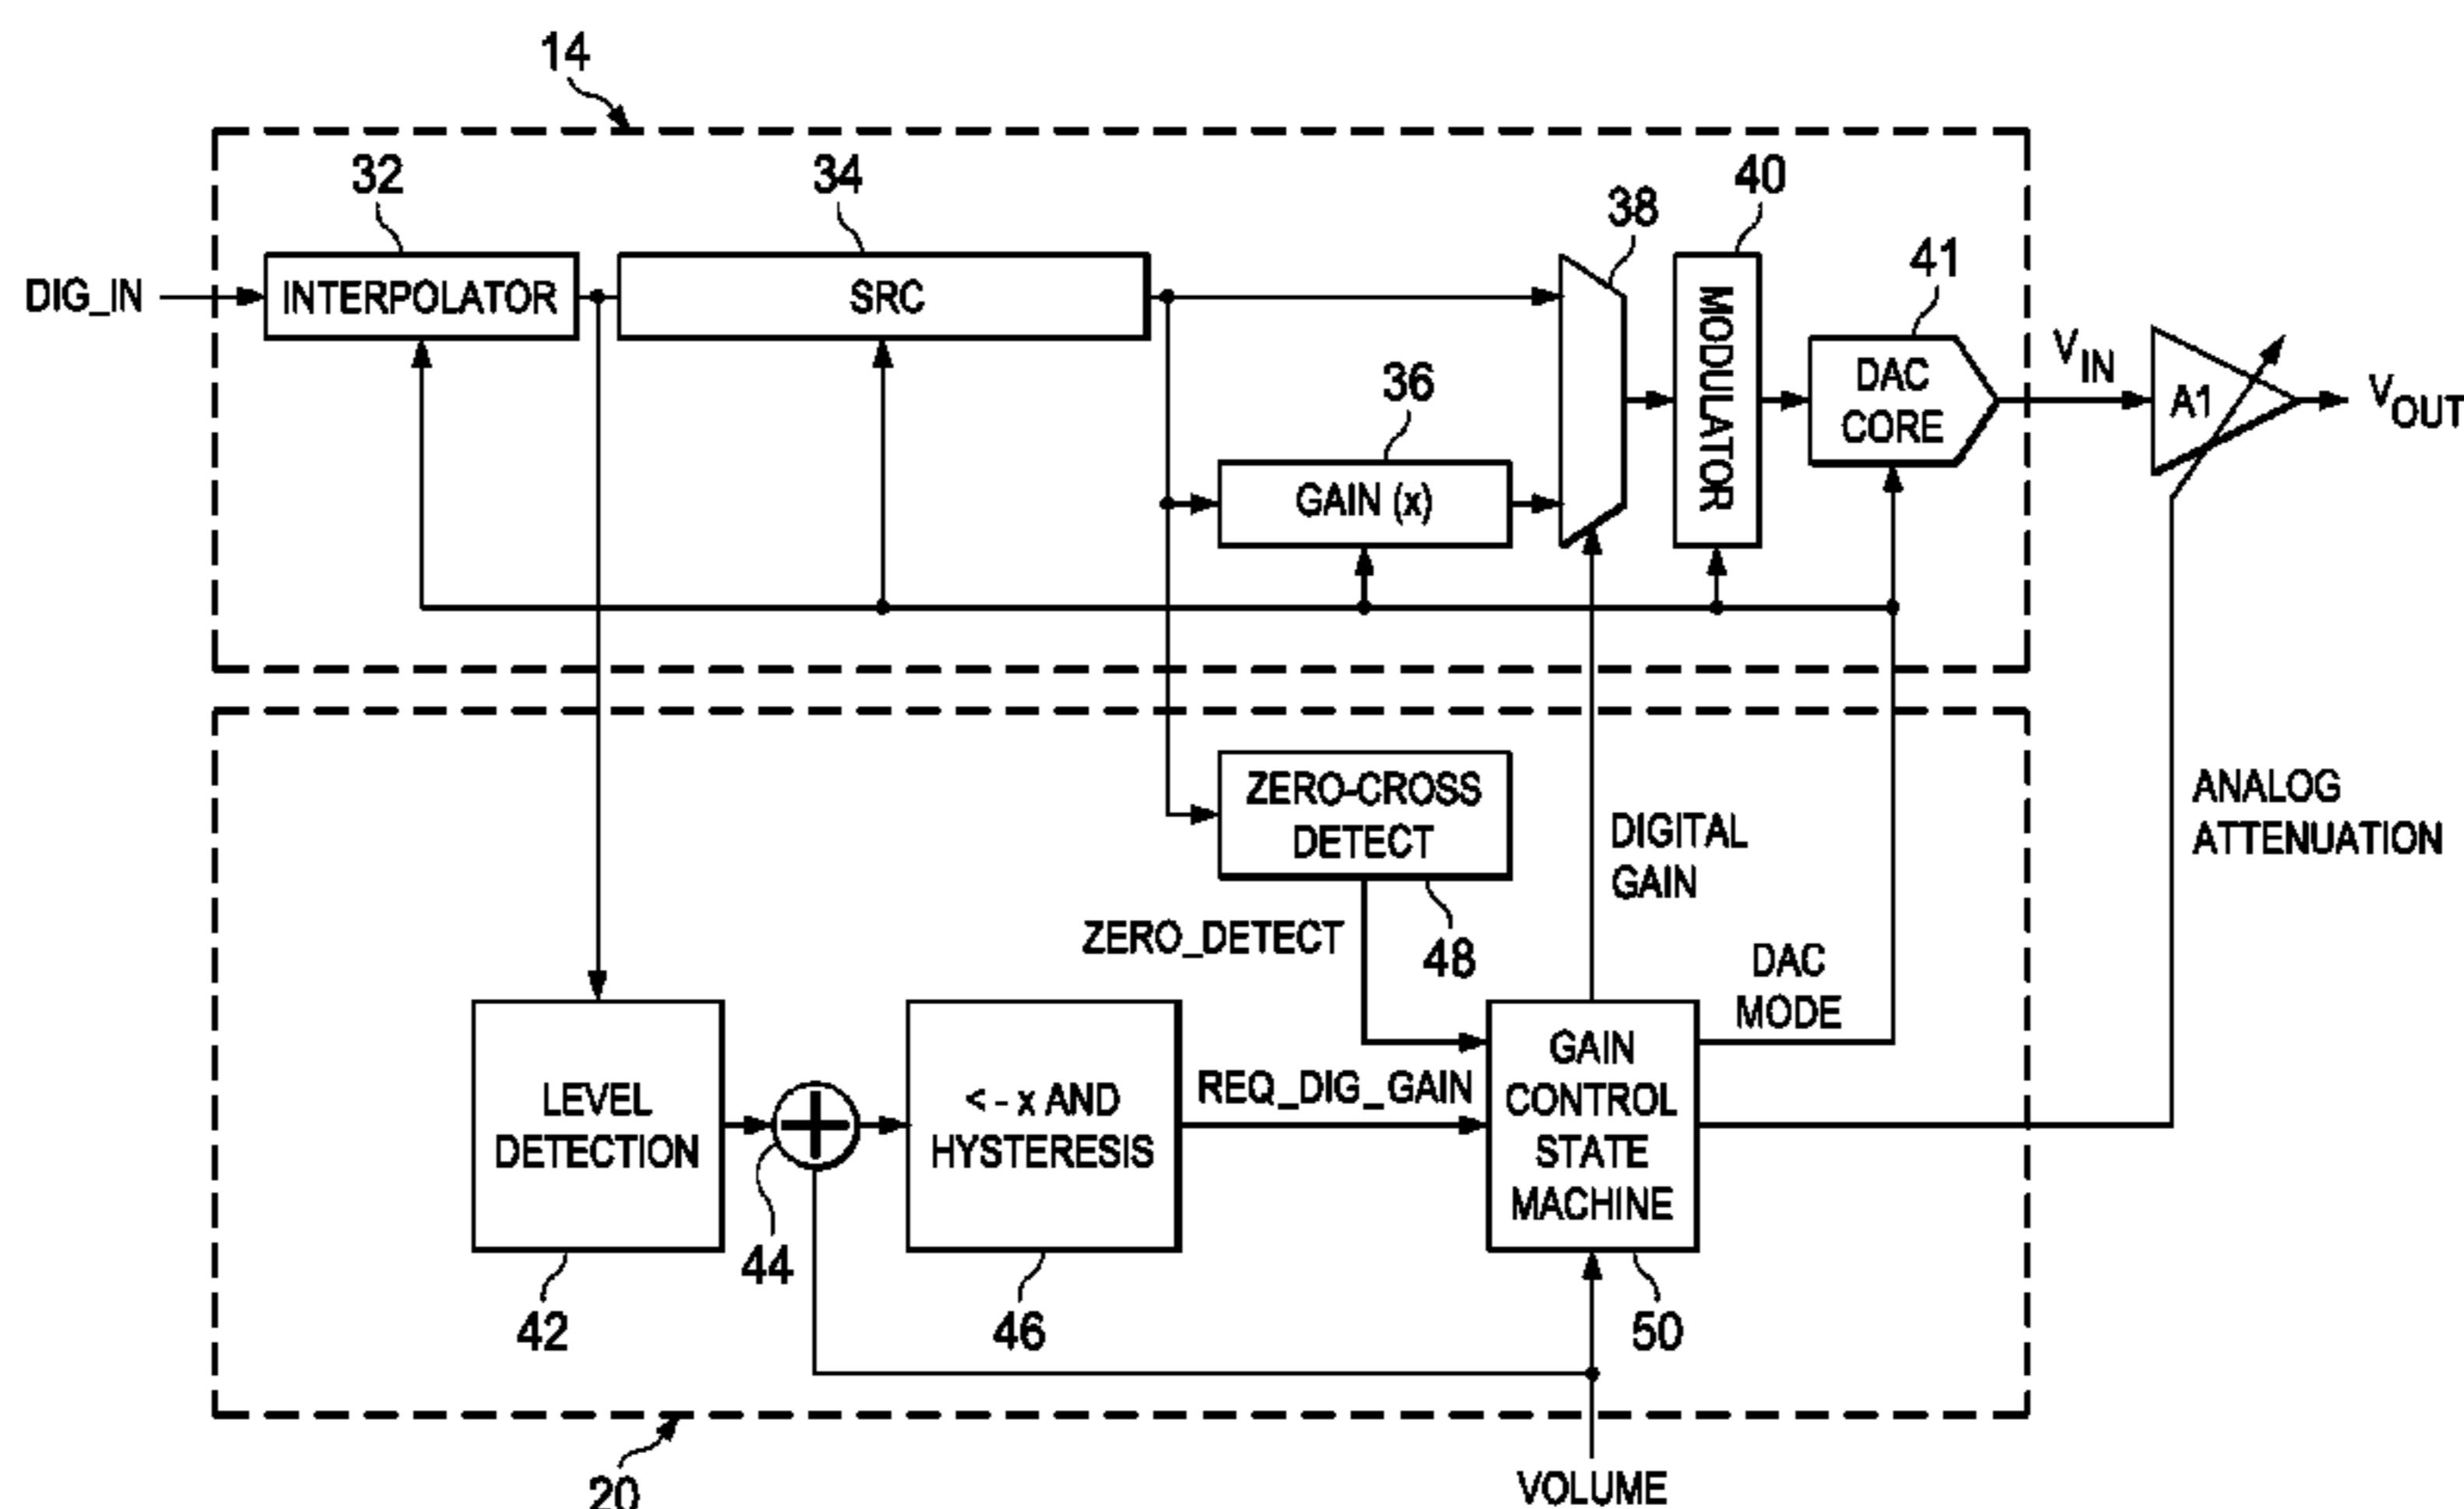 14
32
34
38
40
41
DIG_IN
INTERPOLATOR
SRC
MODULATOR
DAC
CORE
VIN
A1
VOUT
36
GAIN (x)
ZERO-CROSS
DETECT
DIGITAL
GAIN
ANALOG
ATTENUATION
ZERO_DETECT
48
DAC
MODE
LEVEL
DETECTION
< - x AND
HYSTERESIS
REQ_DIG_GAIN
GAIN
CONTROL
STATE
MACHINE
44
42
46
50
20
VOLUME